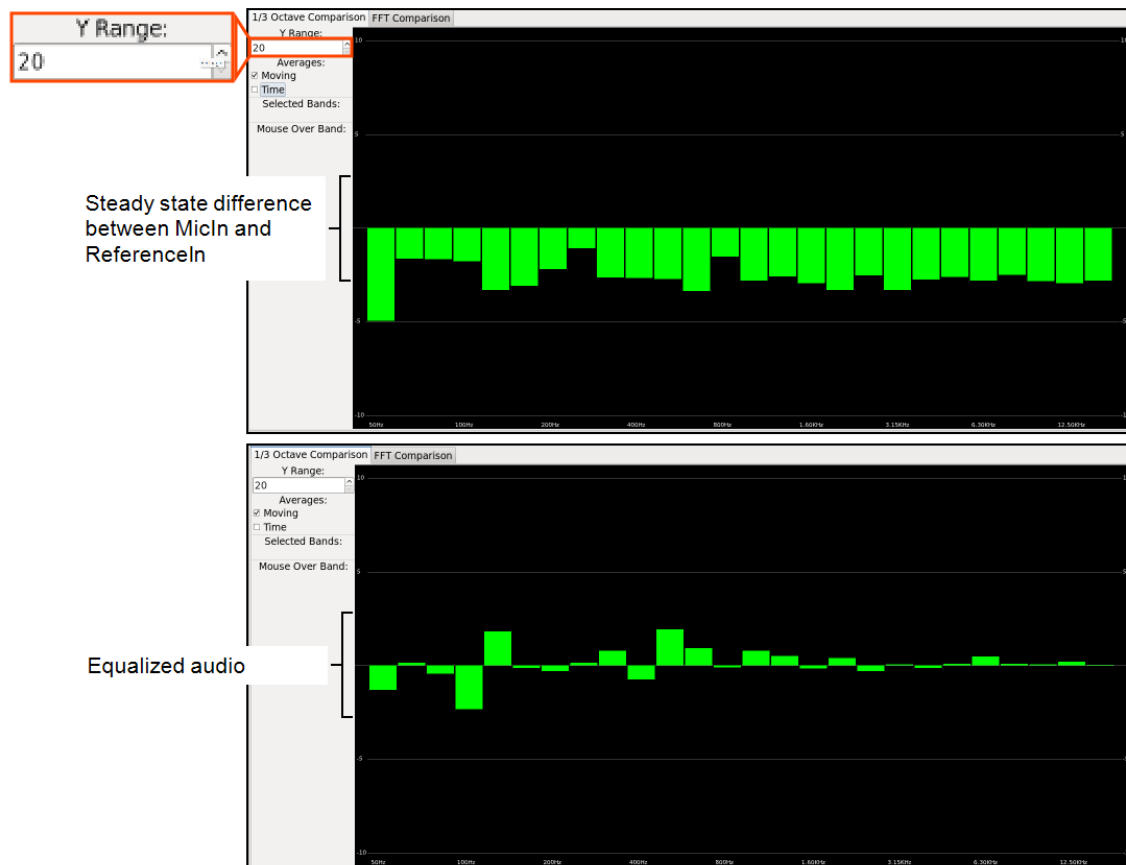 Y Range:
20
1/3 Octave Comparison FFT Comparison
Y Range:
20
Averages:
Moving
Time
Selected Bands:
Mouse Over Band:
10
10
5
5
-5
-10
-10
50Hz 100Hz 200Hz 400Hz 800Hz 1.60KHz 3.15KHz 6.30KHz 12.50KHz
Steady state difference
between MicIn and
ReferenceIn
1/3 Octave Comparison FFT Comparison
Y Range:
20
Averages:
Moving
Time
Selected Bands:
Mouse Over Band:
10
5
-5
-10
50Hz 100Hz 200Hz 400Hz 800Hz 1.60KHz 3.15KHz 6.30KHz 12.50KHz
Equalized audio